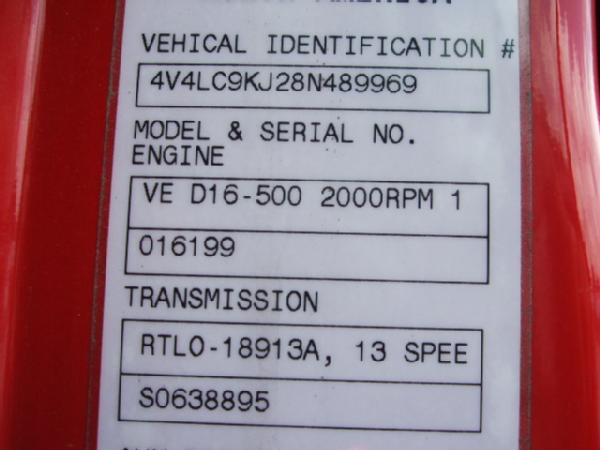 VEHICAL IDENTIFICATION #
4V4LC9KJ28N489969
MODEL & SERIAL NO.
ENGINE
VE D16-500 2000RPM 1
016199
TRANSMISSION
RTLO-18913A, 13 SPEE
S0638895